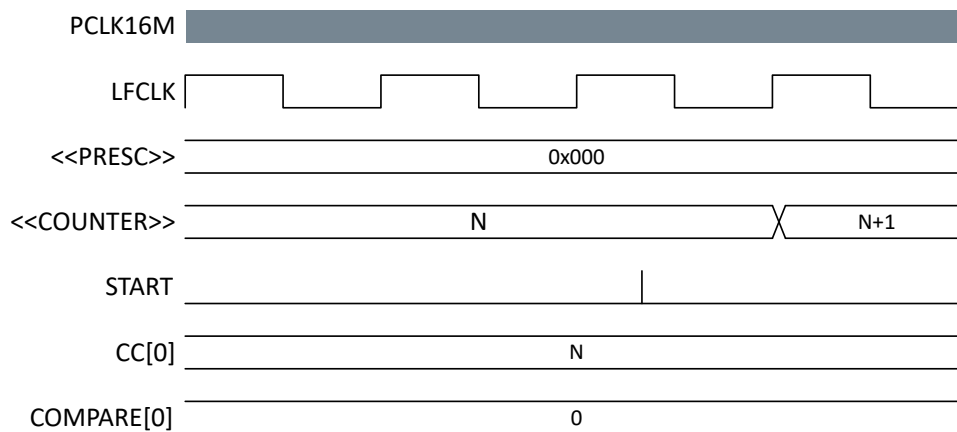 PCLK16M
LFCLK
<<PRESC>> 0x000
<<COUNTER>> N N+1
START
CC[0] N
COMPARE[0] 0